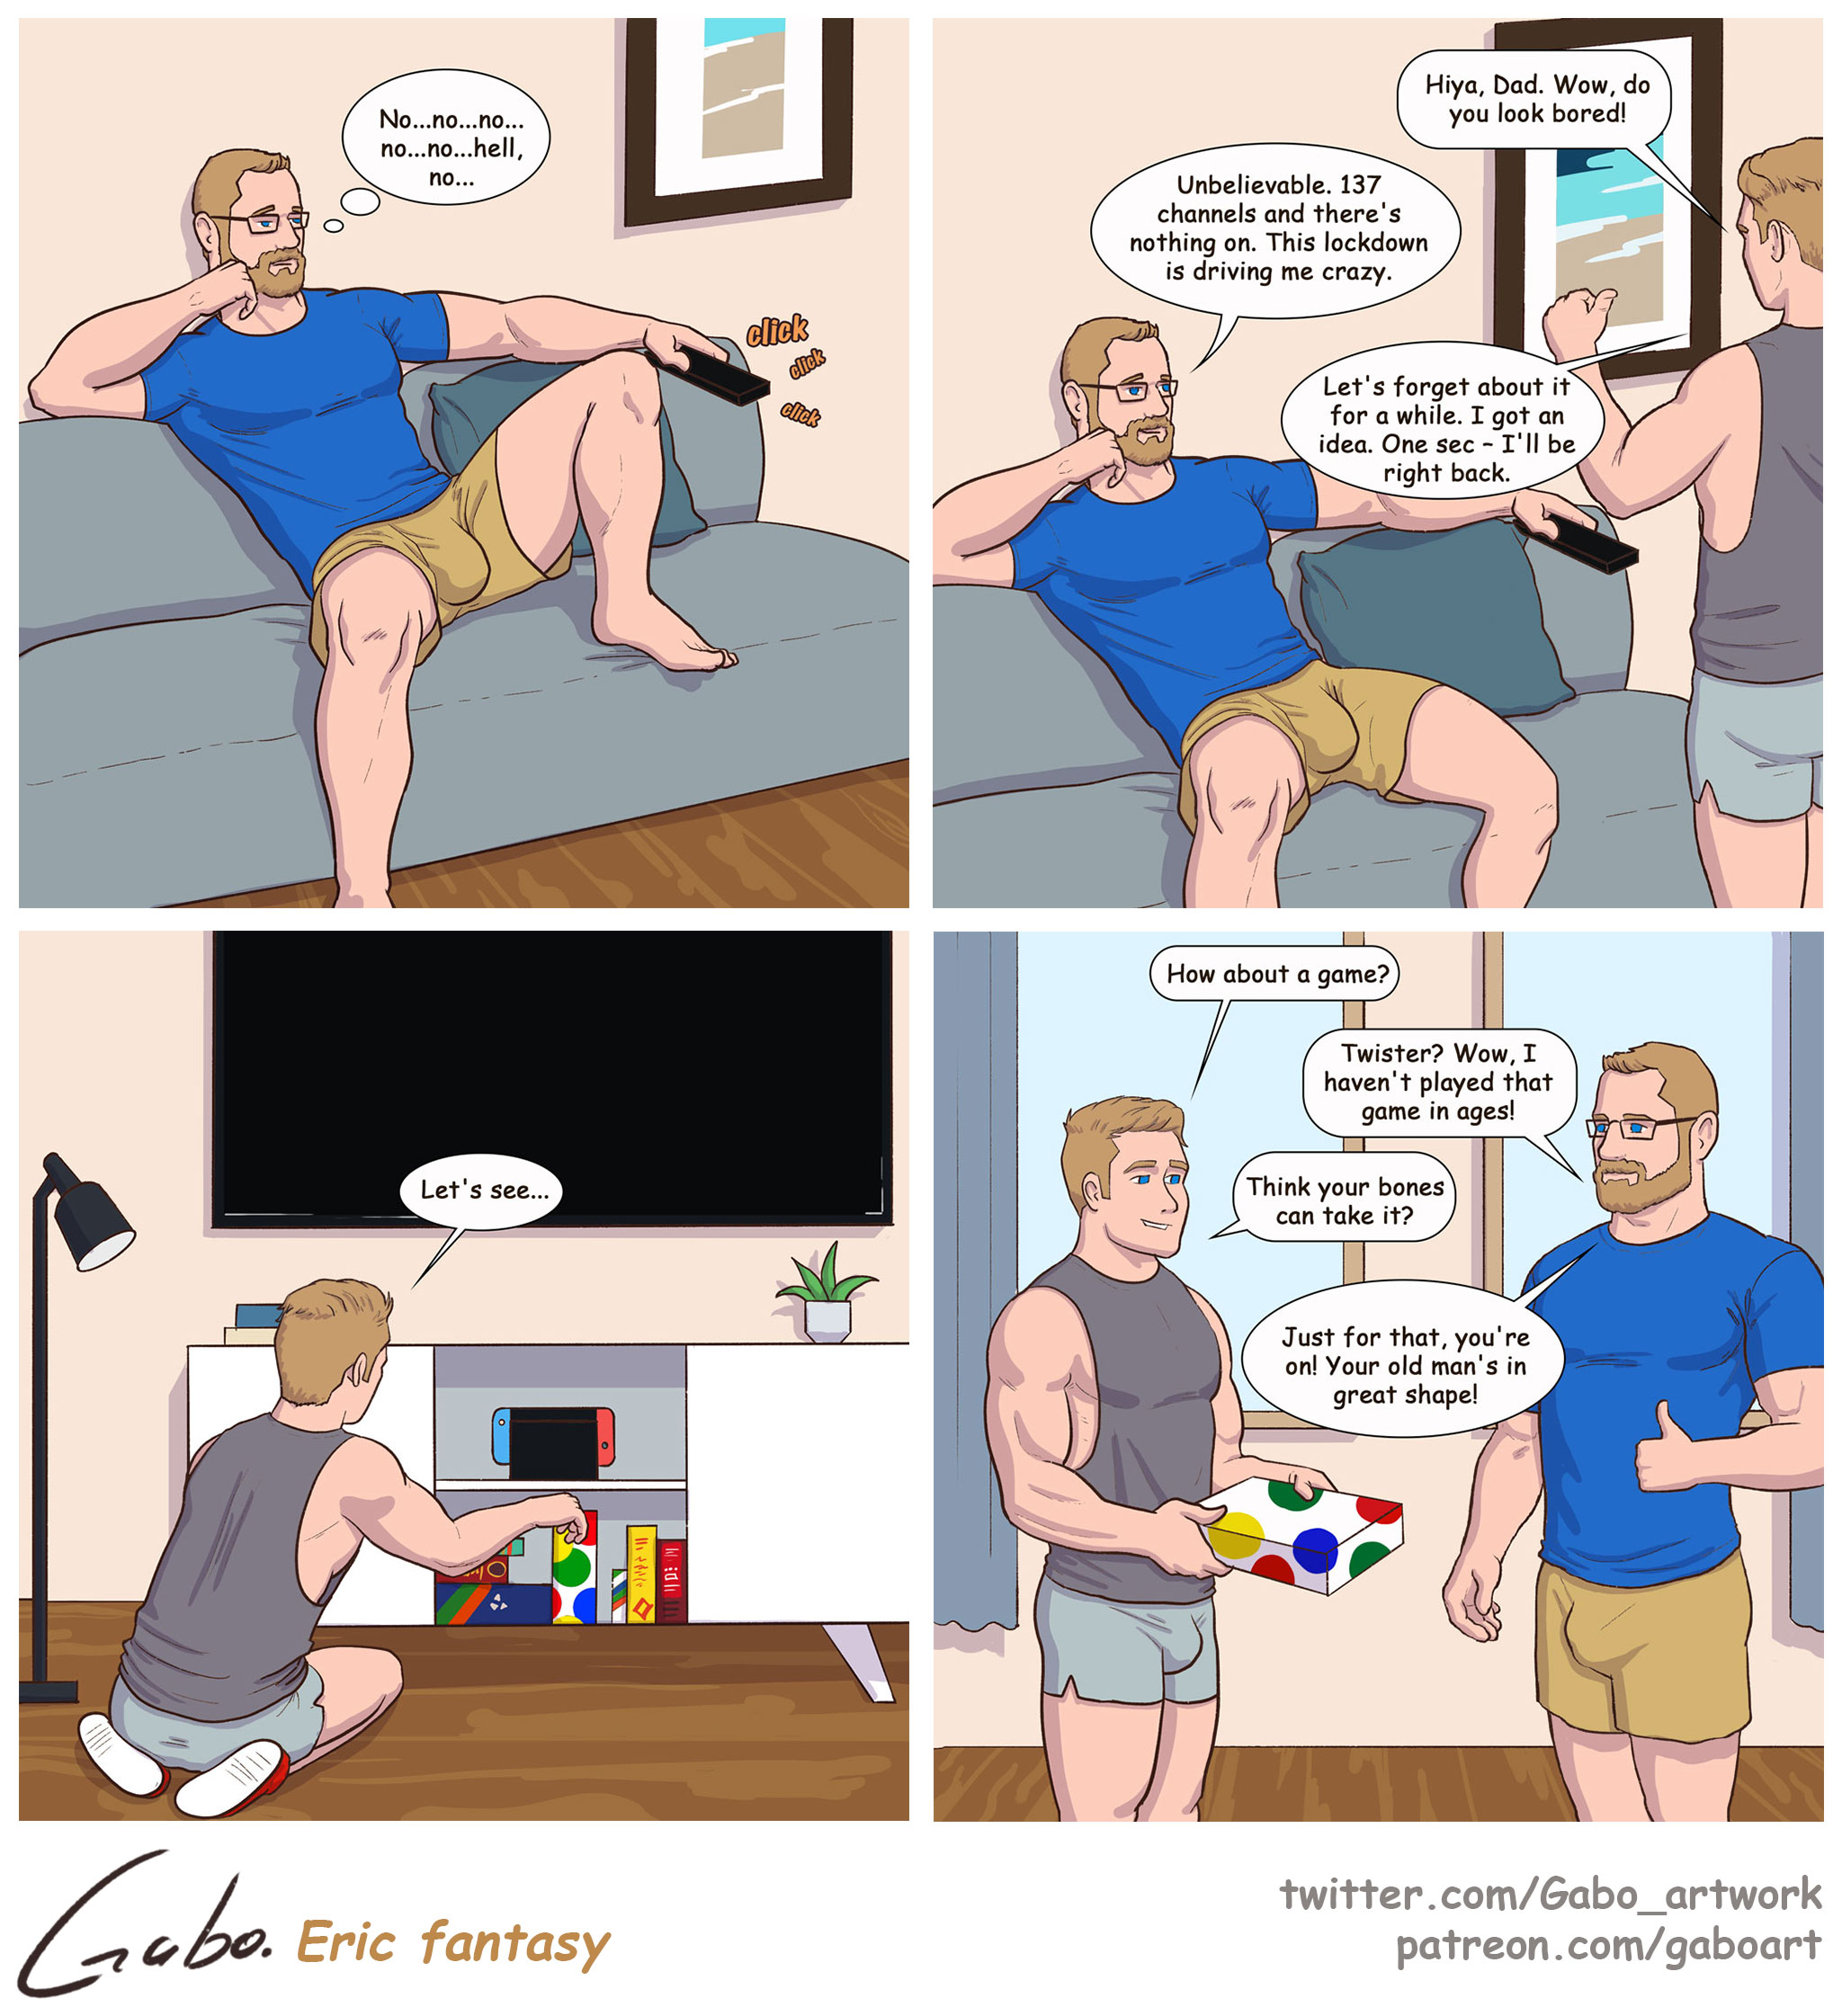 No...no...no...
no...no...hell,
no...
click
click
click
Hiya, Dad. Wow, do
you look bored!
Unbelievable. 137
channels and there's
nothing on. This lockdown
is driving me crazy.
Let's forget about it
for a while. I got an
idea. One sec – I'll be
right back.
Let's see...
How about a game?
Twister? Wow, I
haven't played that
game in ages!
Think your bones
can take it?
Just for that, you're
on! Your old man's in
great shape!
Gabo. Eric fantasy
twitter.com/Gabo_artwork
patreon.com/gaboart